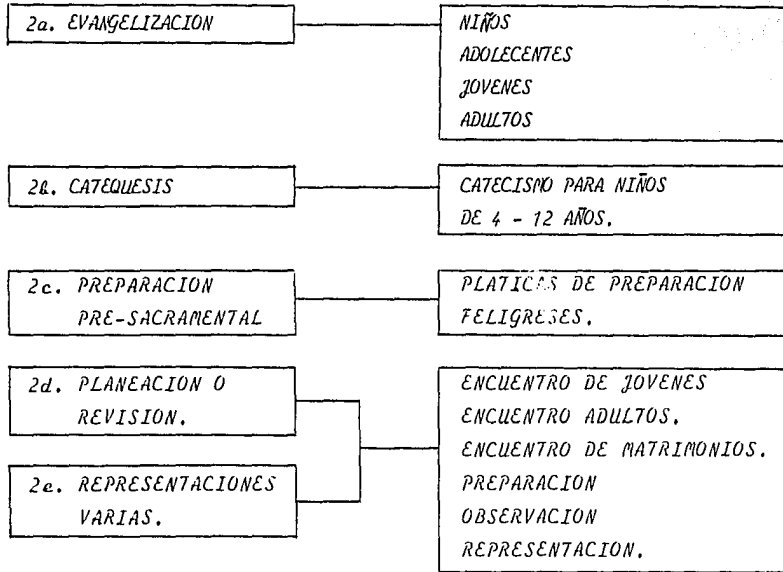 2a. EVANGELIZACION
NIÑOS
ADOLECENTES
JOVENES
ADULTOS
2b. CATEQUESIS
CATECISMO PARA NIÑOS
DE 4 - 12 AÑOS.
2c. PREPARACION
PRE-SACRAMENTAL
PLATICAS DE PREPARACION
FELIGRESES.
2d. PLANEACION O
REVISION.
2e. REPRESENTACIONES
VARIAS.
ENCUENTRO DE JOVENES
ENCUENTRO ADULTOS.
ENCUENTRO DE MATRIMONIOS.
PREPARACION
OBSERVACION
REPRESENTACION.